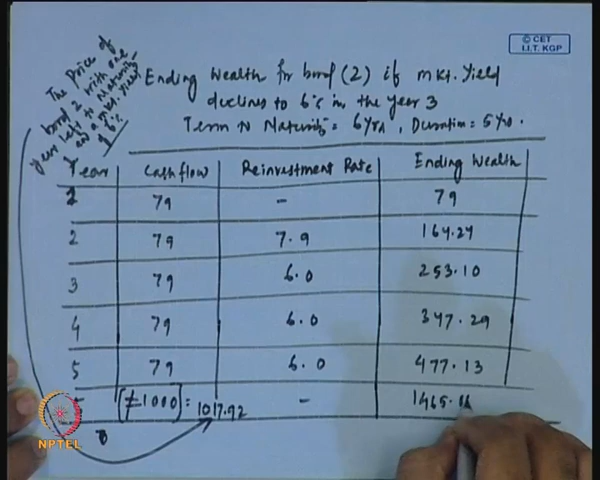 © CET
I.I.T. KGP
The Price of
bond 2 with one
year left to maturity
and a mkt. yield
6%
Ending Wealth for bond (2) if mkt. Yield
declines to 6% in the year 3
Term to Maturity = 6 yrs, Duration = 5 yrs.
Year Cash flow Reinvestment Rate Ending Wealth
1 79 - 79
2 79 7.9 164.24
3 79 6.0 253.10
4 79 6.0 347.29
5 79 6.0 477.13
5 [≠1000] = 1017.92 - 1465.
NPTEL